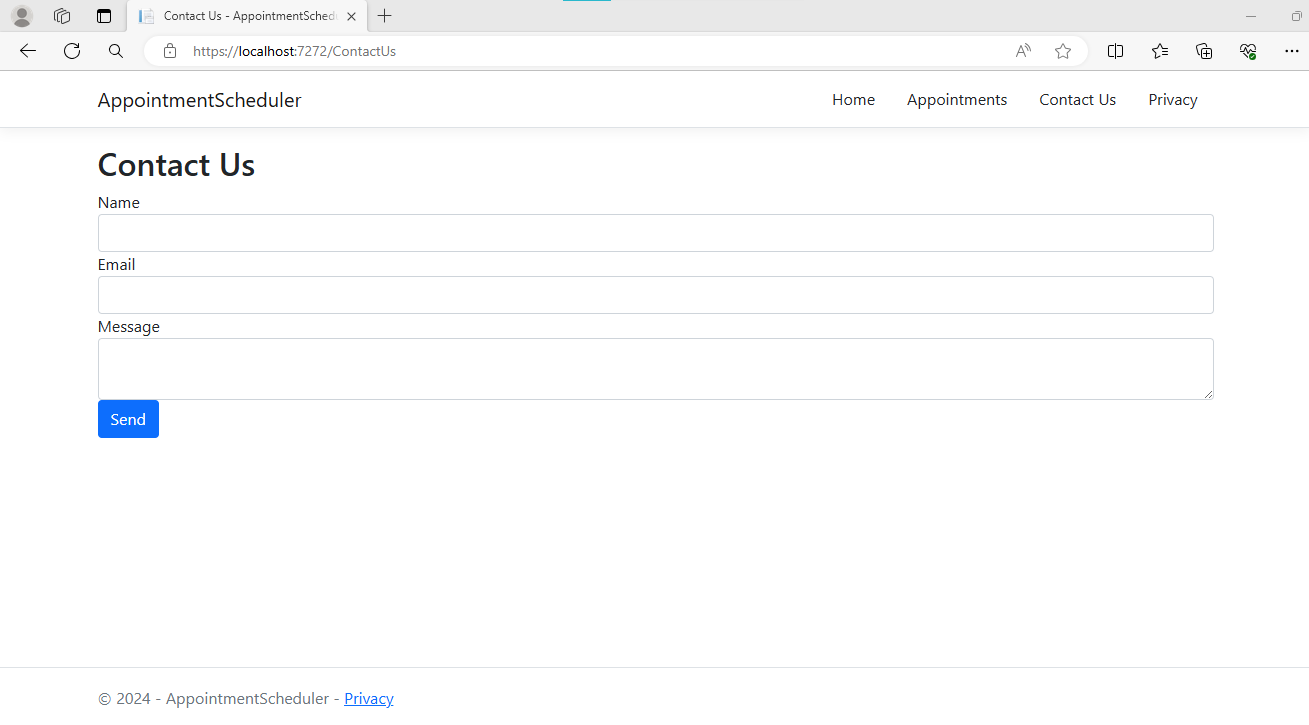 Contact Us - AppointmentSched
https://localhost:7272/ContactUs
AppointmentScheduler
Home Appointments Contact Us Privacy
Contact Us
Name
Email
Message
Send
© 2024 - AppointmentScheduler - Privacy